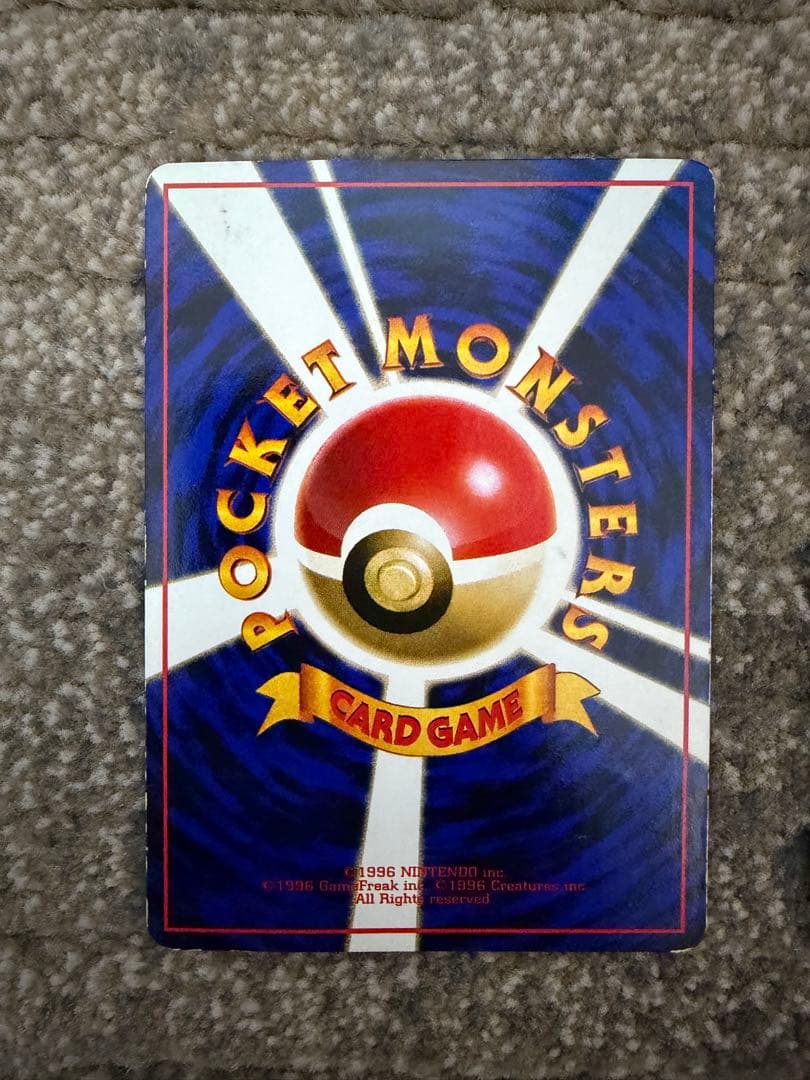 POCKET MONSTERS
CARD GAME
©1996 NINTENDO inc.
©1996 GameFreak inc. ©1996 Creatures inc.
All Rights reserved